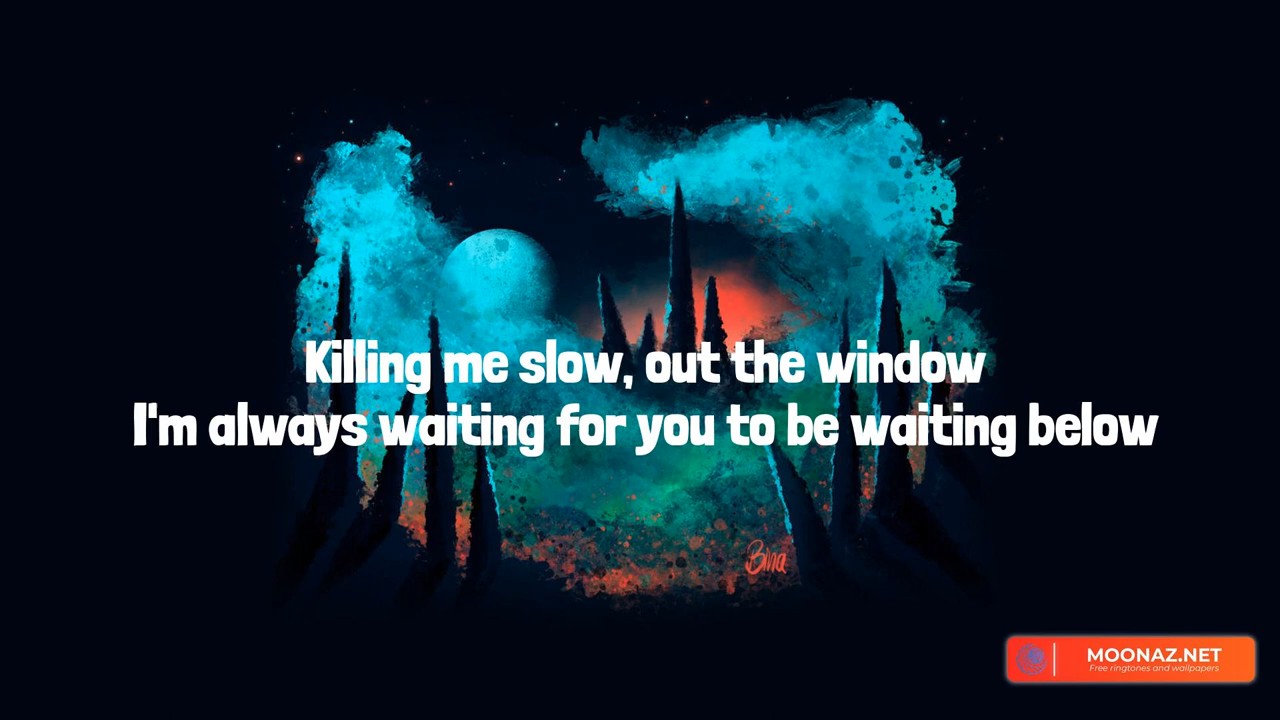 Killing me slow, out the window
I'm always waiting for you to be waiting below
Bina
MOONAZ.NET
Free ringtones and wallpapers